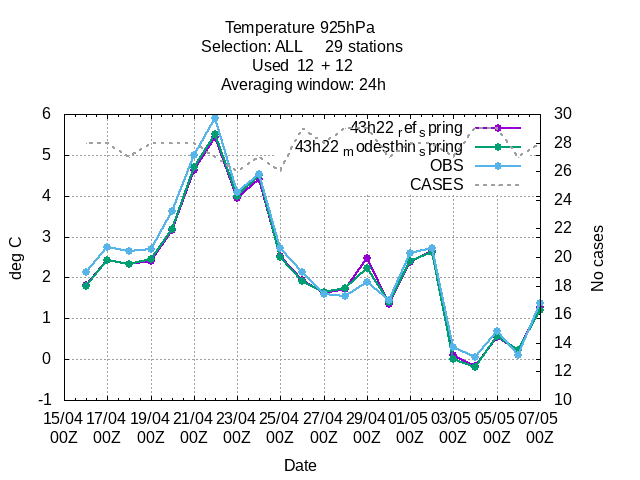 Temperature 925hPa
Selection: ALL 29 stations
Used 12 + 12
Averaging window: 24h
6 30
43h22 ref spring
43h22 modesthin spring
OBS
CASES
5 28
4 26
3 24
2 22
1 20
0 18
-1 16
14
12
10
deg C
No cases
15/04 17/04 19/04 21/04 23/04 25/04 27/04 29/04 01/05 03/05 05/05 07/05
00Z 00Z 00Z 00Z 00Z 00Z 00Z 00Z 00Z 00Z 00Z 00Z
Date